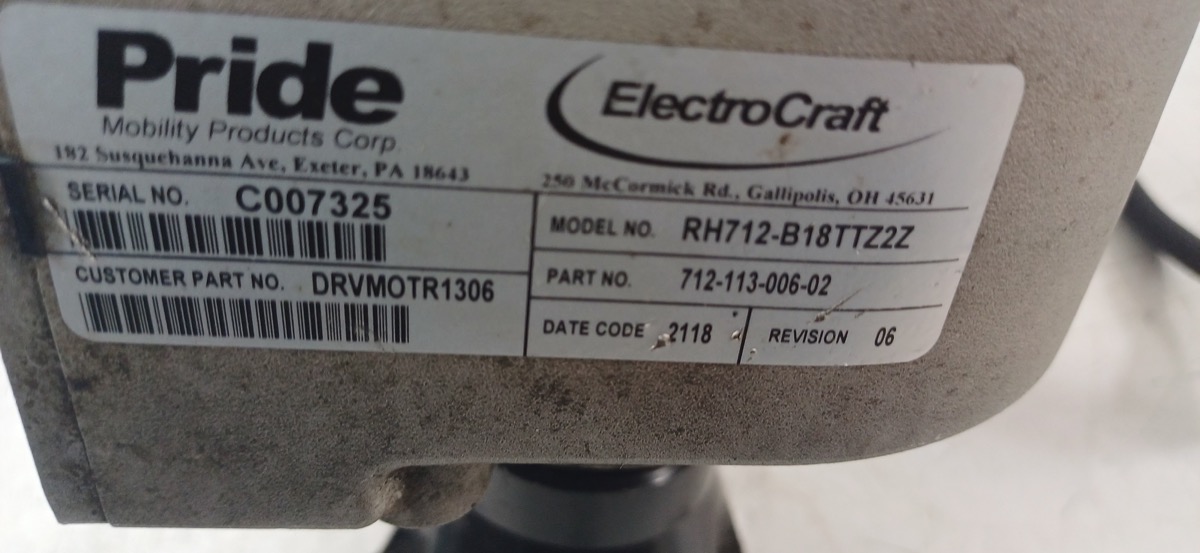 Pride
Mobility Products Corp.
182 Susquehanna Ave, Exeter, PA 18643
ElectroCraft
250 McCormick Rd., Gallipolis, OH 45631
SERIAL NO. C007325
CUSTOMER PART NO. DRVMOTR1306
MODEL NO. RH712-B18TTZ2Z
PART NO. 712-113-006-02
DATE CODE 2118
REVISION 06